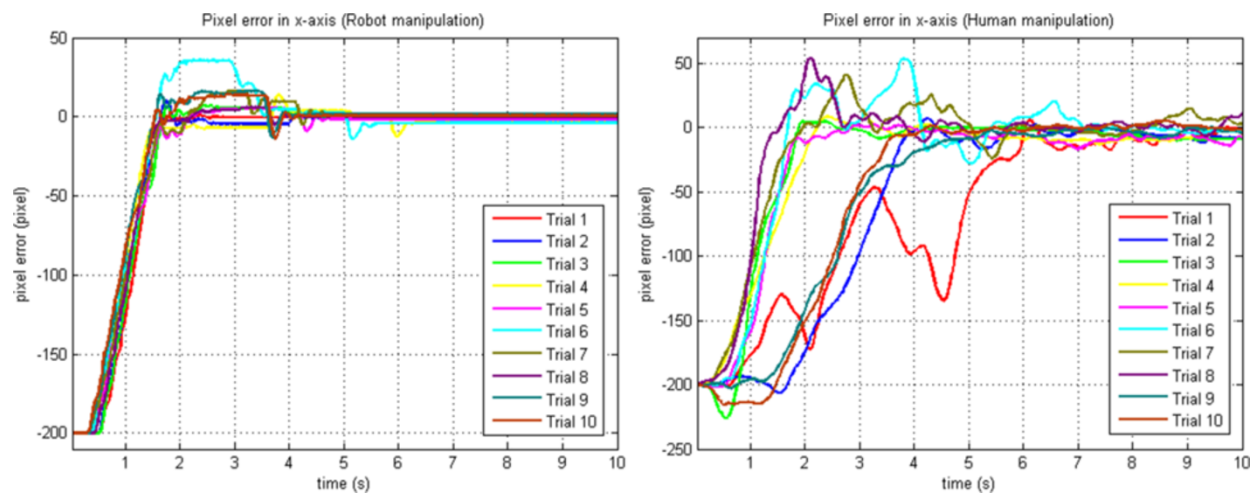 Pixel error in x-axis (Robot manipulation)
50
0
-50
-100
-150
-200
pixel error (pixel)
1 2 3 4 5 6 7 8 9 10
time (s)
Trial 1
Trial 2
Trial 3
Trial 4
Trial 5
Trial 6
Trial 7
Trial 8
Trial 9
Trial 10
Pixel error in x-axis (Human manipulation)
50
0
-50
-100
-150
-200
-250
pixel error (pixel)
1 2 3 4 5 6 7 8 9 10
time (s)
Trial 1
Trial 2
Trial 3
Trial 4
Trial 5
Trial 6
Trial 7
Trial 8
Trial 9
Trial 10